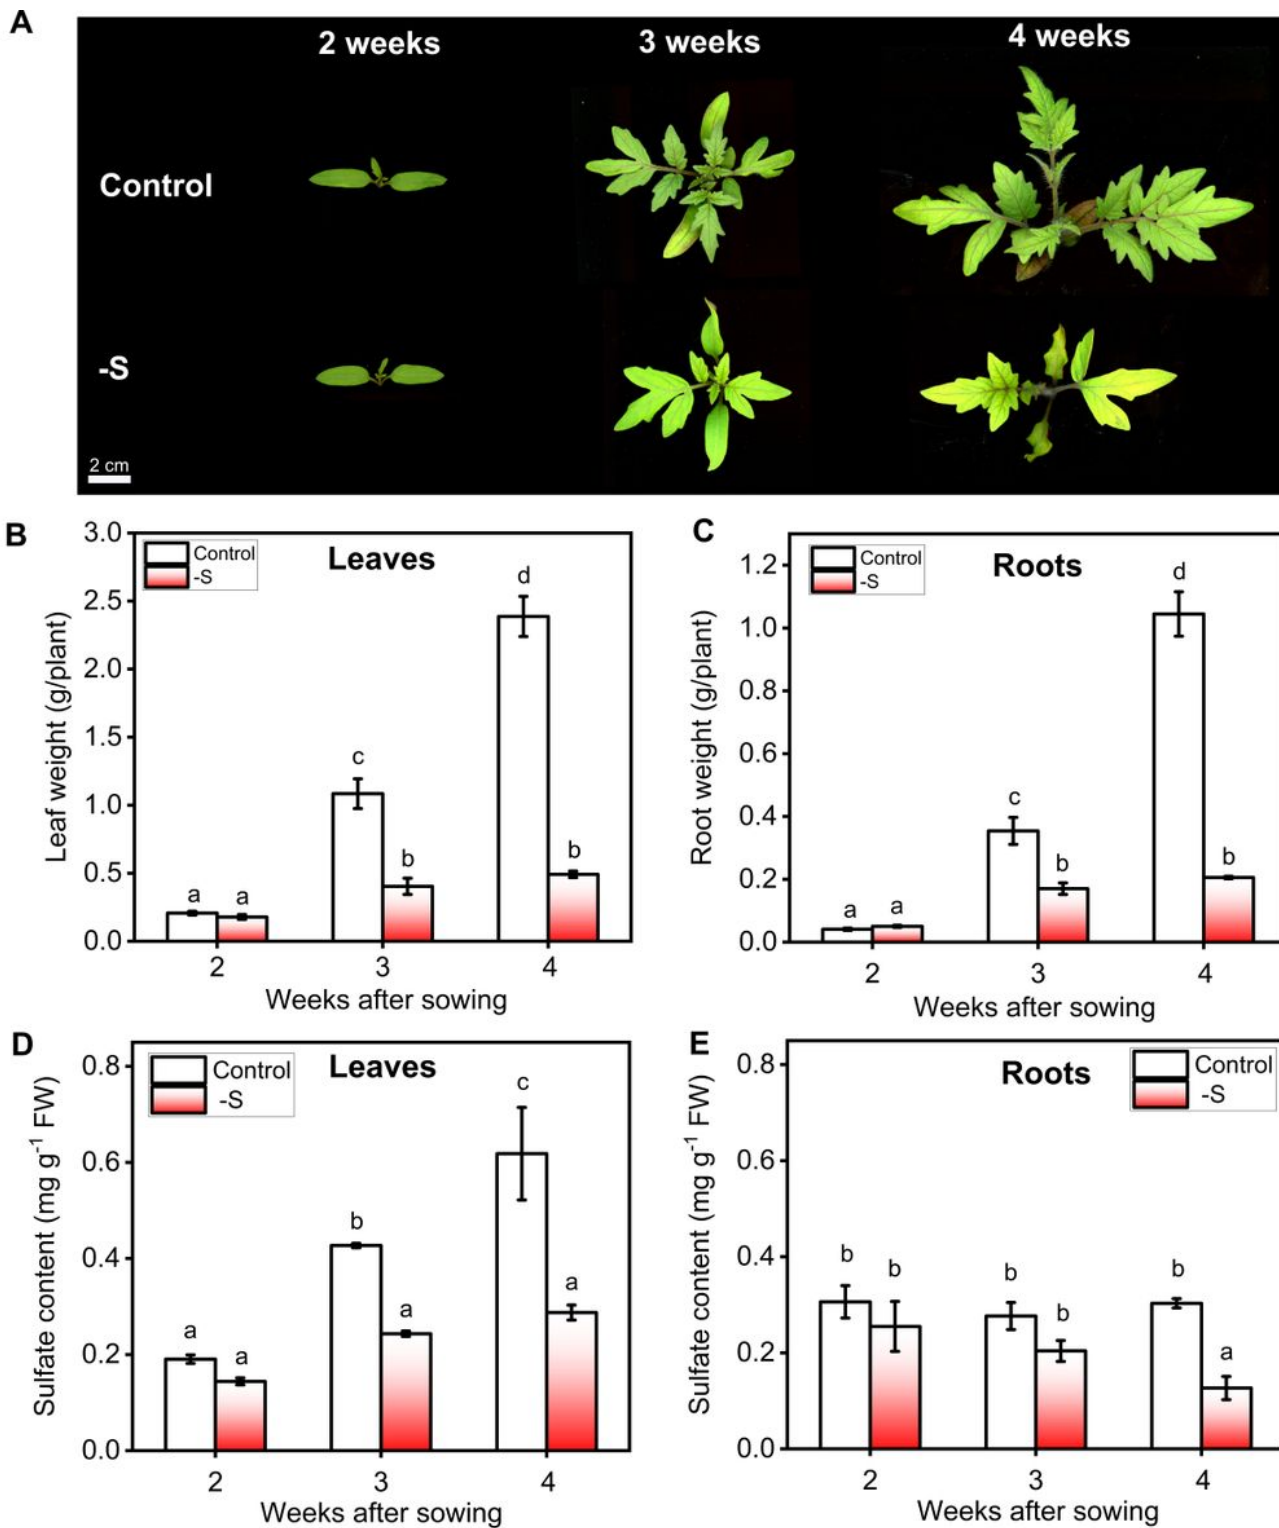 A
2 weeks
3 weeks
4 weeks
Control
-S
2 cm
B
Control
-S
Leaves
3.0
2.5
2.0
1.5
1.0
0.5
0.0
Leaf weight (g/plant)
a
a
c
b
d
b
2
3
4
Weeks after sowing
C
Control
-S
Roots
1.2
1.0
0.8
0.6
0.4
0.2
0.0
Root weight (g/plant)
a
a
c
b
d
b
2
3
4
Weeks after sowing
D
Control
-S
Leaves
0.8
0.6
0.4
0.2
0.0
Sulfate content (mg g⁻¹ FW)
a
a
b
a
c
a
2
3
4
Weeks after sowing
E
Roots
Control
-S
0.8
0.6
0.4
0.2
0.0
Sulfate content (mg g⁻¹ FW)
b
b
b
b
b
a
2
3
4
Weeks after sowing